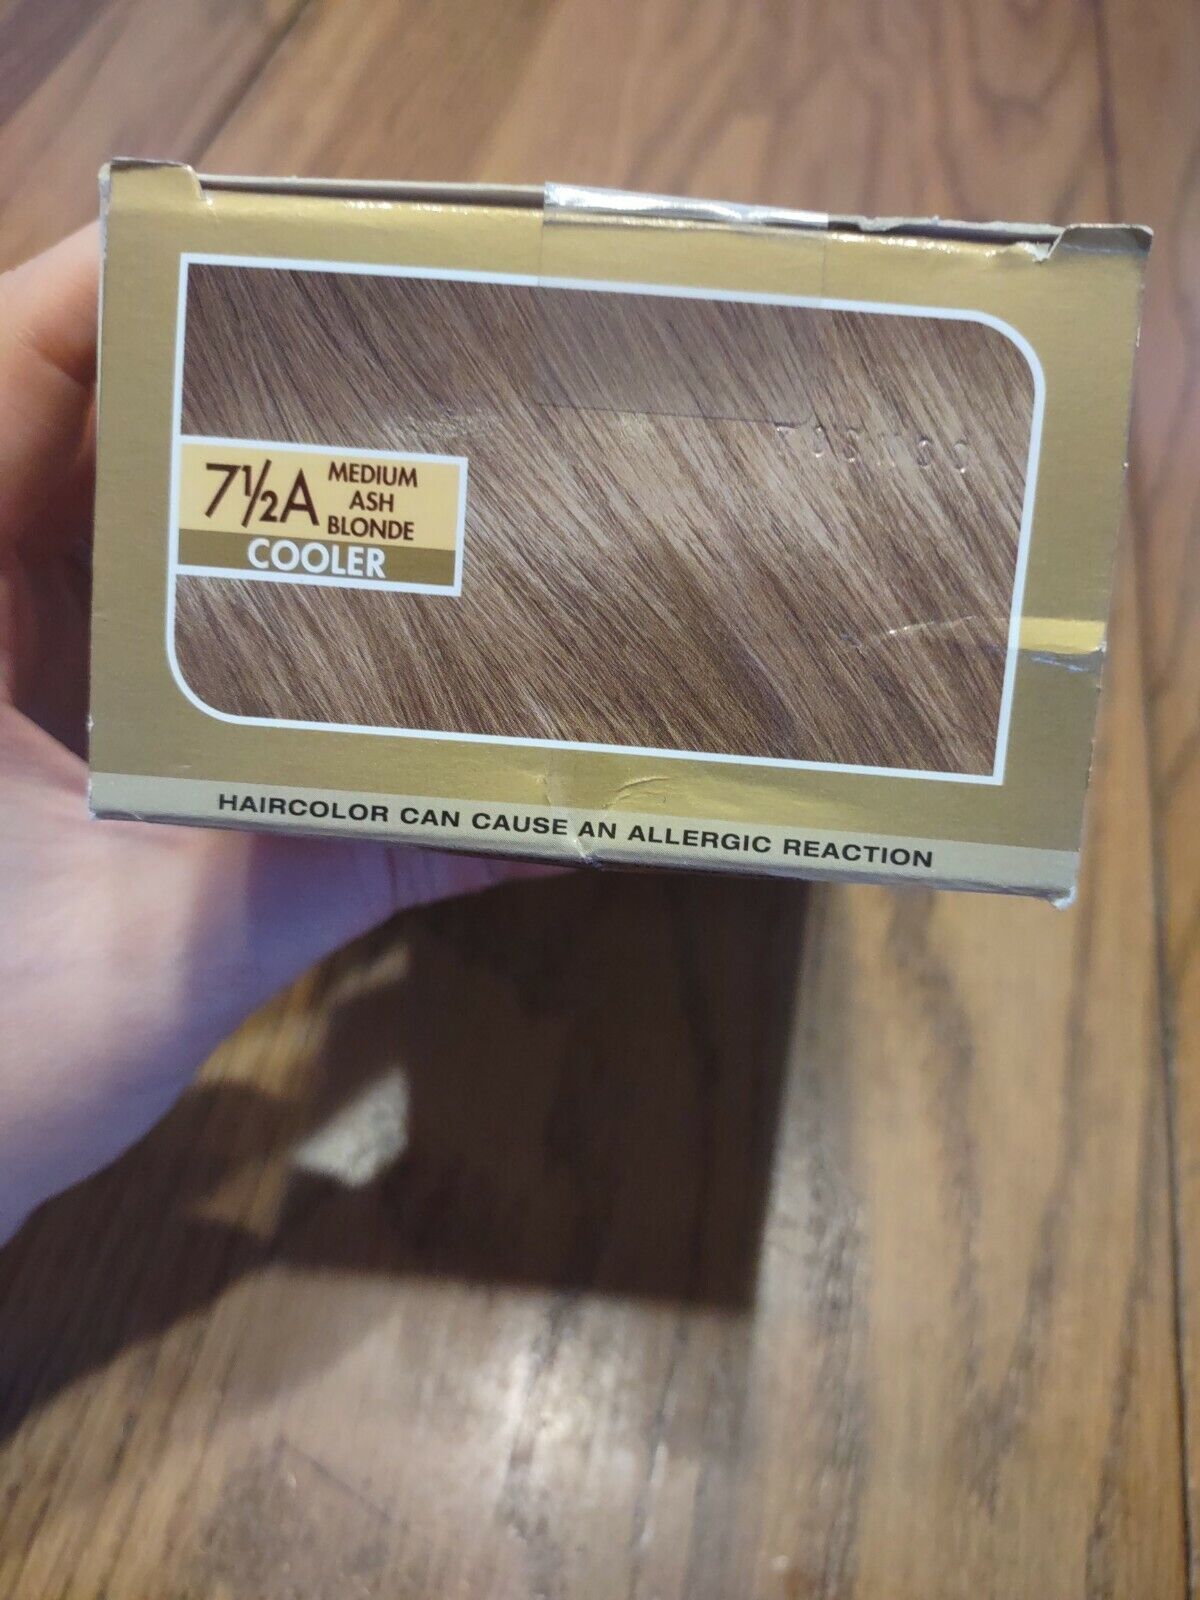 7½A
MEDIUM
ASH
BLONDE
COOLER
HAIRCOLOR CAN CAUSE AN ALLERGIC REACTION